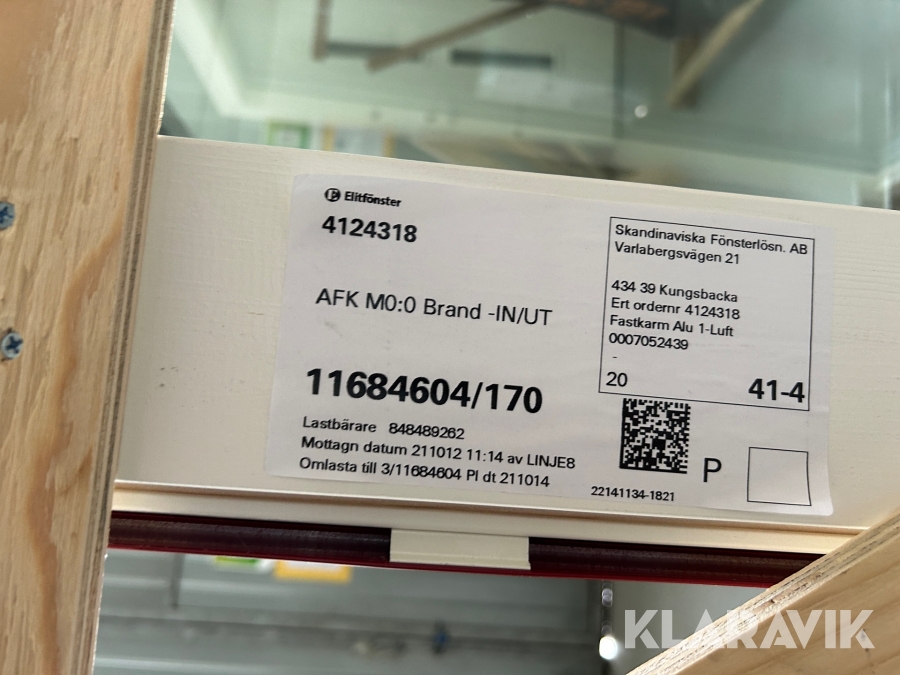 Elitfönster
4124318
AFK M0:0 Brand -IN/UT
11684604/170
Lastbärare 848489262
Mottagn datum 211012 11:14 av LINJE8
Omlasta till 3/11684604 Pl dt 211014
Skandinaviska Fönsterlösn. AB
Varlabergsvägen 21
434 39 Kungsbacka
Ert ordernr 4124318
Fastkarm Alu 1-Luft
0007052439
-
20 41-4
P
22141134-1821
KLARAVIK